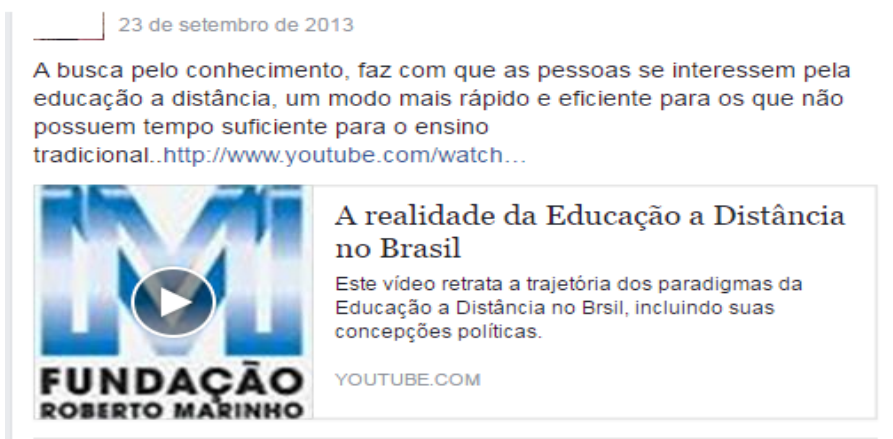 23 de setembro de 2013
A busca pelo conhecimento, faz com que as pessoas se interessem pela
educação a distância, um modo mais rápido e eficiente para os que não
possuem tempo suficiente para o ensino
tradicional..http://www.youtube.com/watch...
FUNDAÇÃO
ROBERTO MARINHO
A realidade da Educação a Distância
no Brasil
Este vídeo retrata a trajetória dos paradigmas da
Educação a Distância no Brsil, incluindo suas
concepções políticas.
YOUTUBE.COM